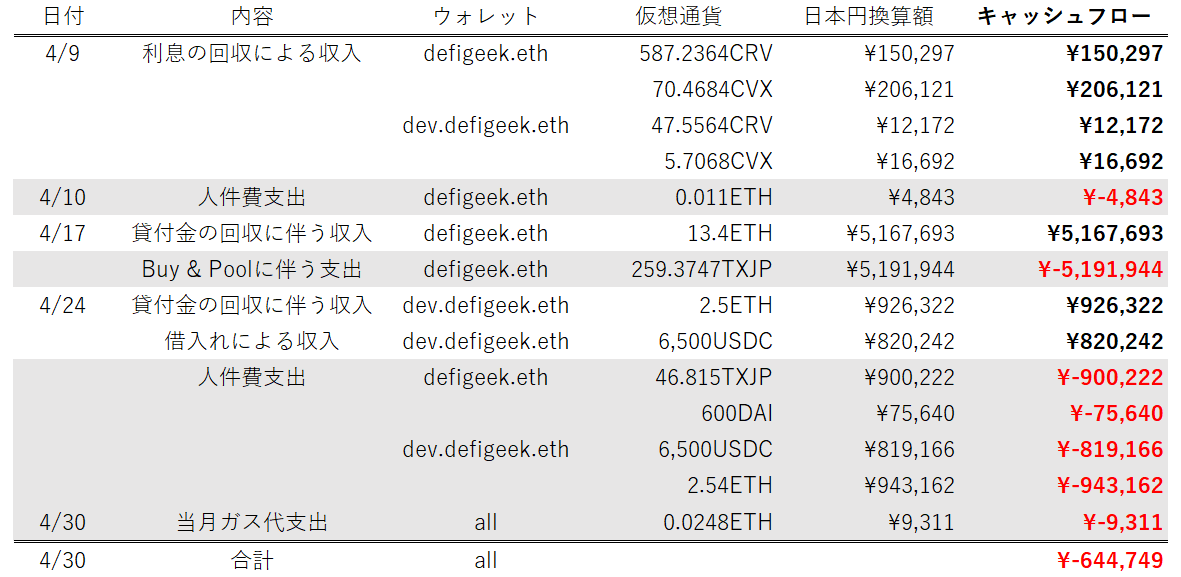 日付 内容 ウォレット 仮想通貨 日本円換算額 キャッシュフロー
4/9 利息の回収による収入 defigeek.eth 587.2364CRV ¥150,297 ¥150,297
70.4684CVX ¥206,121 ¥206,121
dev.defigeek.eth 47.5564CRV ¥12,172 ¥12,172
5.7068CVX ¥16,692 ¥16,692
4/10 人件費支出 defigeek.eth 0.011ETH ¥4,843 ¥-4,843
4/17 貸付金の回収に伴う収入 defigeek.eth 13.4ETH ¥5,167,693 ¥5,167,693
Buy & Poolに伴う支出 defigeek.eth 259.3747TXJP ¥5,191,944 ¥-5,191,944
4/24 貸付金の回収に伴う収入 dev.defigeek.eth 2.5ETH ¥926,322 ¥926,322
借入れによる収入 dev.defigeek.eth 6,500USDC ¥820,242 ¥820,242
人件費支出 defigeek.eth 46.815TXJP ¥900,222 ¥-900,222
600DAI ¥75,640 ¥-75,640
dev.defigeek.eth 6,500USDC ¥819,166 ¥-819,166
2.54ETH ¥943,162 ¥-943,162
4/30 当月ガス代支出 all 0.0248ETH ¥9,311 ¥-9,311
4/30 合計 all ¥-644,749